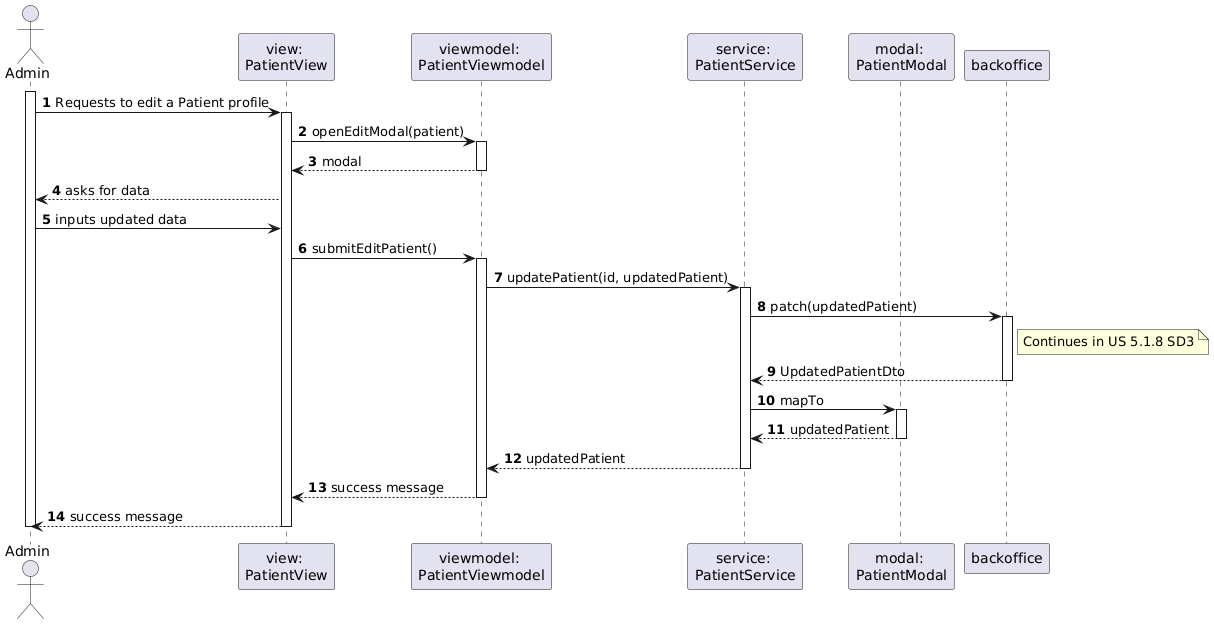 Admin
view:
PatientView
viewmodel:
PatientViewmodel
service:
PatientService
modal:
PatientModal
backoffice
1 Requests to edit a Patient profile
2 openEditModal(patient)
3 modal
4 asks for data
5 inputs updated data
6 submitEditPatient()
7 updatePatient(id, updatedPatient)
8 patch(updatedPatient)
Continues in US 5.1.8 SD3
9 UpdatedPatientDto
10 mapTo
11 updatedPatient
12 updatedPatient
13 success message
14 success message
Admin
view:
PatientView
viewmodel:
PatientViewmodel
service:
PatientService
modal:
PatientModal
backoffice